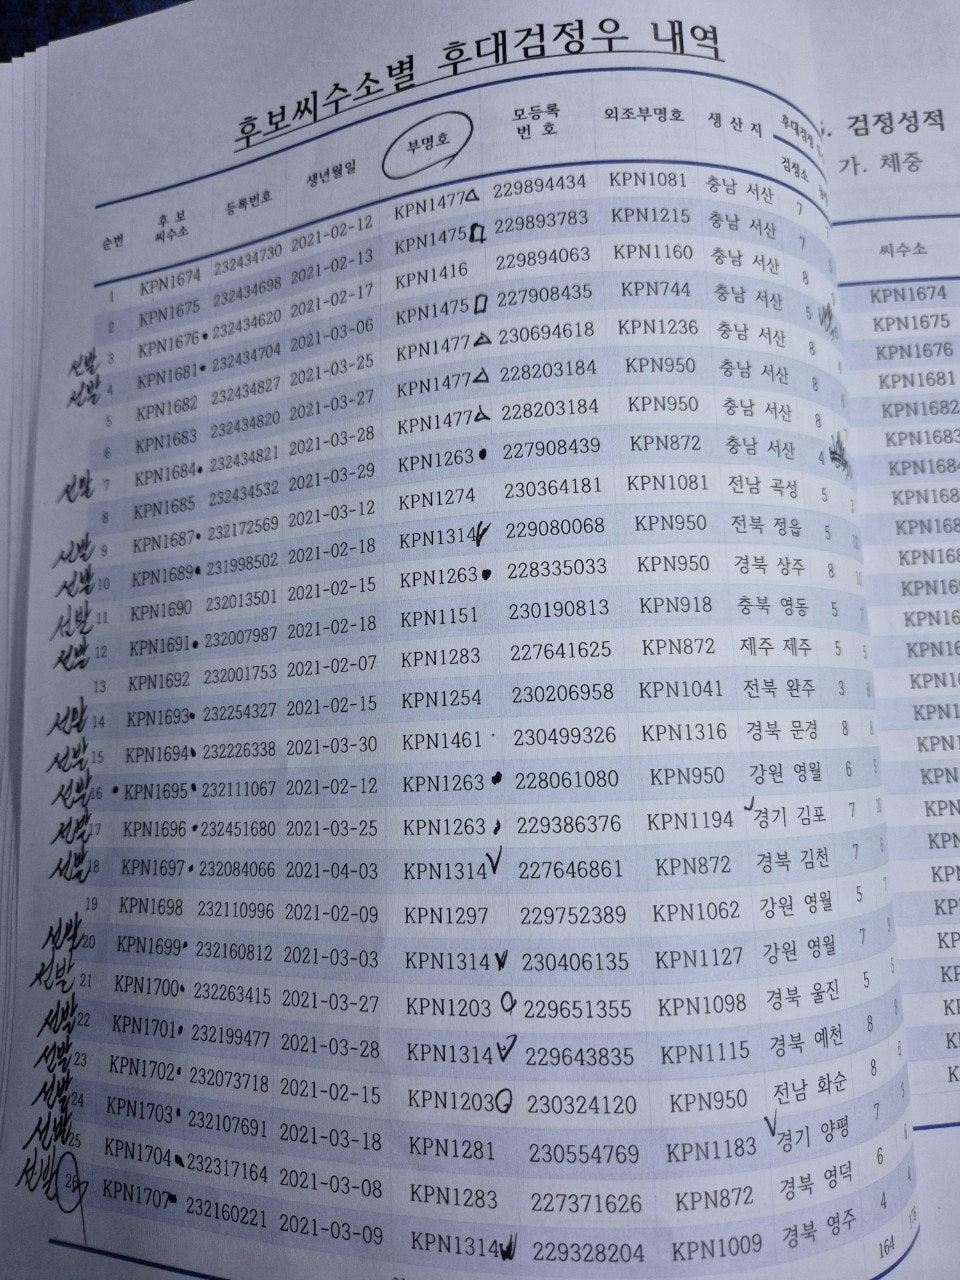 후보씨수소별 후대검정우 내역
순번 후보씨수소 등록번호 생년월일 부명호 모등록번호 외조부명호 생산지 후대검정 검정소
1 KPN1674 232434730 2021-02-12 KPN1477△ 229894434 KPN1081 충남 서산 7
2 KPN1675 232434698 2021-02-13 KPN1475□ 229893783 KPN1215 충남 서산 7
선발 3 KPN1676• 232434620 2021-02-17 KPN1416 229894063 KPN1160 충남 서산 8
선발 4 KPN1681• 232434704 2021-03-06 KPN1475□ 227908435 KPN744 충남 서산 5
5 KPN1682 232434827 2021-03-25 KPN1477△ 230694618 KPN1236 충남 서산 8
6 KPN1683 232434820 2021-03-27 KPN1477△ 228203184 KPN950 충남 서산 8
선발 7 KPN1684• 232434821 2021-03-28 KPN1477△ 228203184 KPN950 충남 서산 8
8 KPN1685 232434532 2021-03-29 KPN1263• 227908439 KPN872 충남 서산 4
선발 9 KPN1687• 232172569 2021-03-12 KPN1274 230364181 KPN1081 전남 곡성 5
선발 10 KPN1689• 231998502 2021-02-18 KPN1314✓ 229080068 KPN950 전북 정읍 5
선발 11 KPN1690 232013501 2021-02-15 KPN1263• 228335033 KPN950 경북 상주 8
선발 12 KPN1691• 232007987 2021-02-18 KPN1151 230190813 KPN918 충북 영동 5
13 KPN1692 232001753 2021-02-07 KPN1283 227641625 KPN872 제주 제주 5
선발 14 KPN1693• 232254327 2021-02-15 KPN1254 230206958 KPN1041 전북 완주 3
선발 15 KPN1694• 232226338 2021-03-30 KPN1461 230499326 KPN1316 경북 문경 8
선발 16 • KPN1695• 232111067 2021-02-12 KPN1263• 228061080 KPN950 강원 영월 6
선발 17 KPN1696• 232451680 2021-03-25 KPN1263• 229386376 KPN1194 ✓경기 김포 7 10
선발 18 KPN1697• 232084066 2021-04-03 KPN1314✓ 227646861 KPN872 경북 김천 7
19 KPN1698 232110996 2021-02-09 KPN1297 229752389 KPN1062 강원 영월 5
선발 20 KPN1699• 232160812 2021-03-03 KPN1314✓ 230406135 KPN1127 강원 영월 7
선발 21 KPN1700• 232263415 2021-03-27 KPN1203○ 229651355 KPN1098 경북 울진 5
선발 22 KPN1701• 232199477 2021-03-28 KPN1314✓ 229643835 KPN1115 경북 예천 8
선발 23 KPN1702• 232073718 2021-02-15 KPN1203○ 230324120 KPN950 전남 화순 8
선발 24 KPN1703• 232107691 2021-03-18 KPN1281 230554769 KPN1183 ✓경기 양평 7
선발 25 KPN1704• 232317164 2021-03-08 KPN1283 227371626 KPN872 경북 영덕 6
선발 26 KPN1707• 232160221 2021-03-09 KPN1314✓ 229328204 KPN1009 경북 영주 4
164
검정성적
가. 체중
씨수소
KPN1674
KPN1675
KPN1676
KPN1681
KPN1682